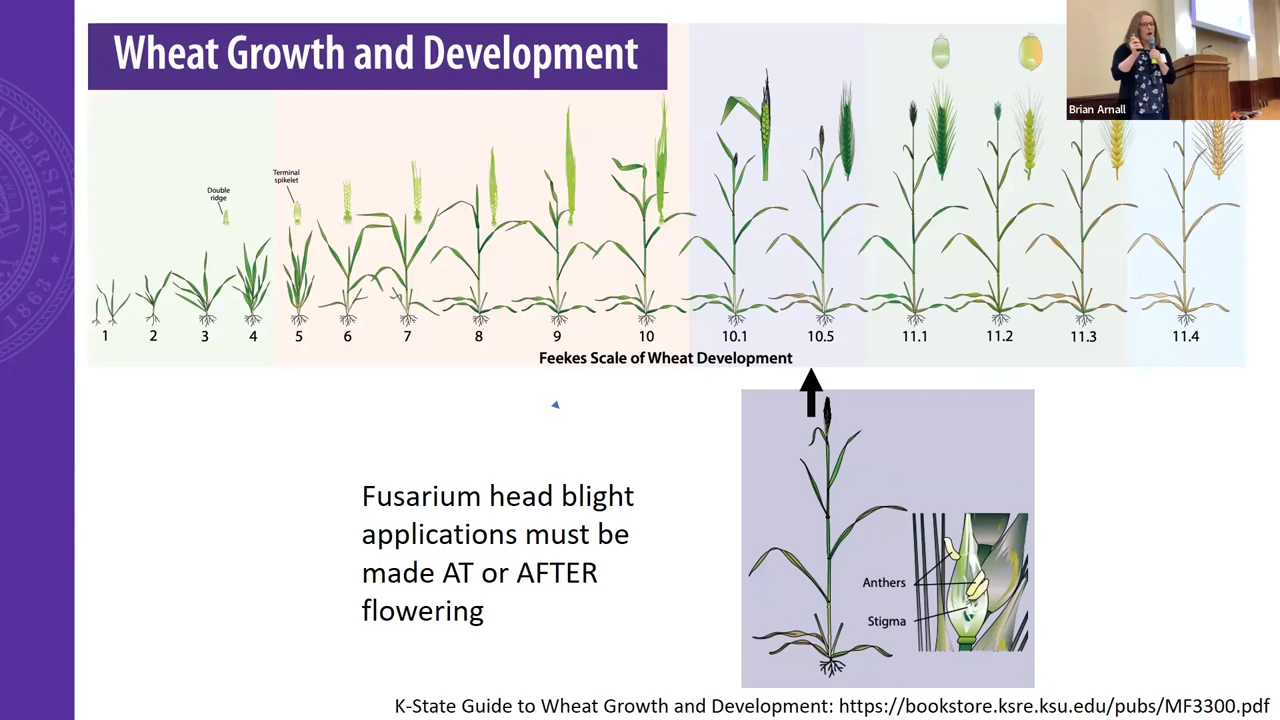 Wheat Growth and Development
Brian Arnall
Double
ridge
Terminal
spikelet
1 2 3 4 5 6 7 8 9 10 10.1 10.5 11.1 11.2 11.3 11.4
Feekes Scale of Wheat Development
Fusarium head blight
applications must be
made AT or AFTER
flowering
Anthers
Stigma
K-State Guide to Wheat Growth and Development: https://bookstore.ksre.ksu.edu/pubs/MF3300.pdf
UNIVERSITY
1863